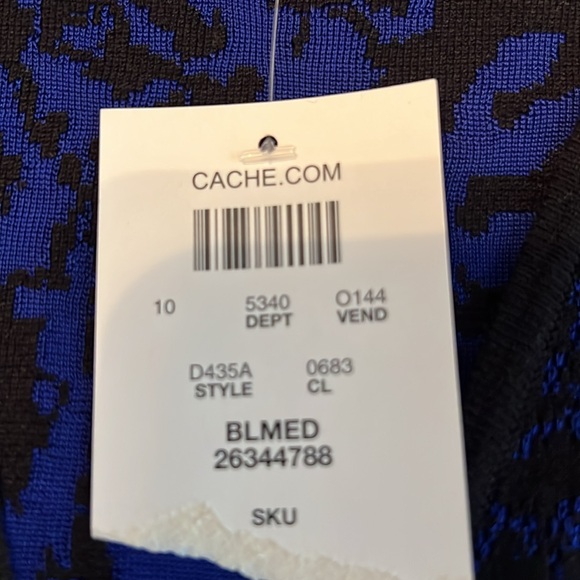 CACHE.COM
10 5340 O144
DEPT VEND
D435A 0683
STYLE CL
BLMED
26344788
SKU